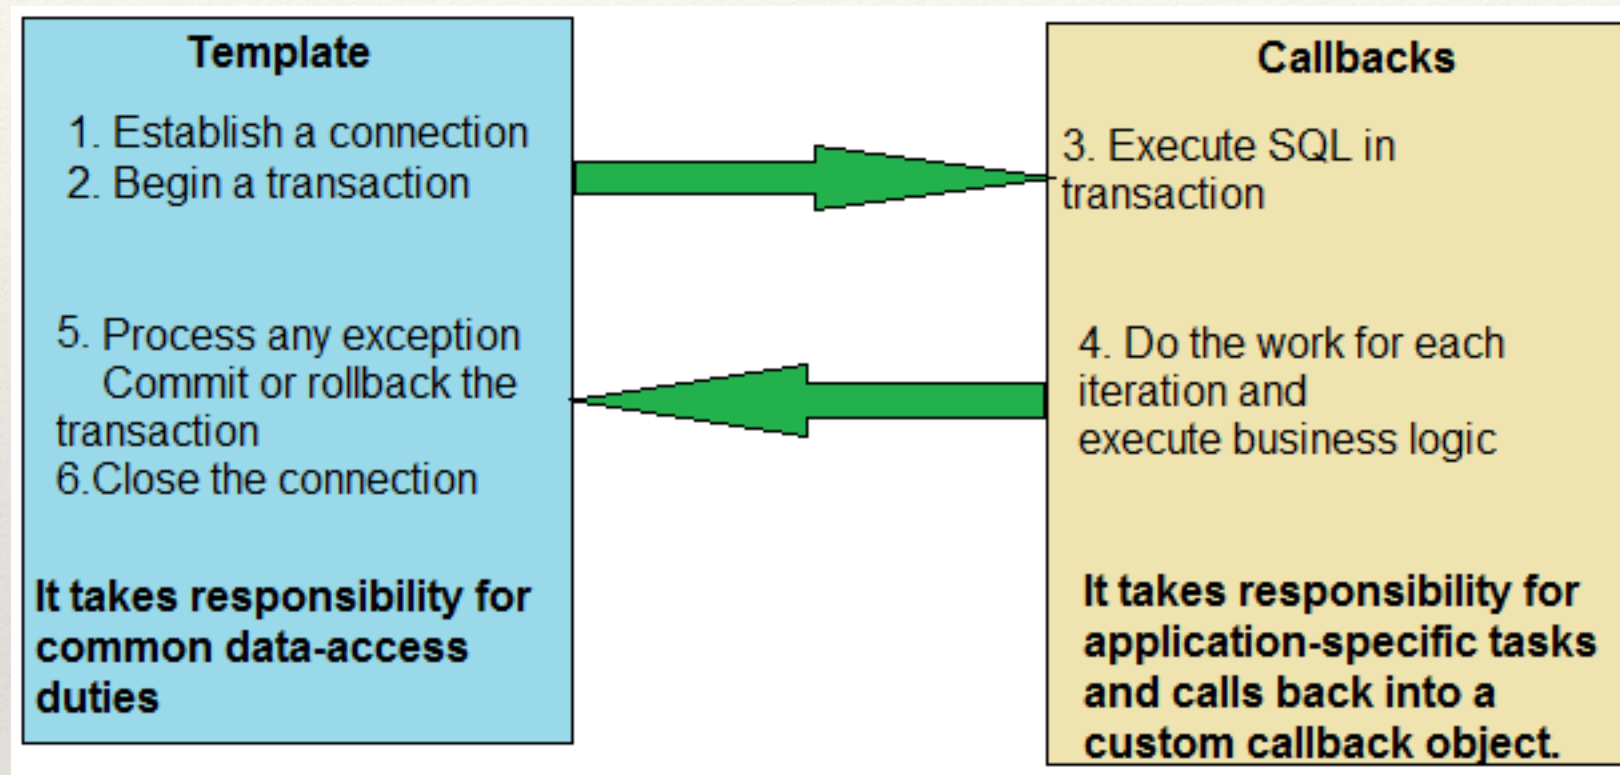 Template
1. Establish a connection
2. Begin a transaction
5. Process any exception
Commit or rollback the
transaction
6.Close the connection
It takes responsibility for
common data-access
duties
Callbacks
3. Execute SQL in
transaction
4. Do the work for each
iteration and
execute business logic
It takes responsibility for
application-specific tasks
and calls back into a
custom callback object.